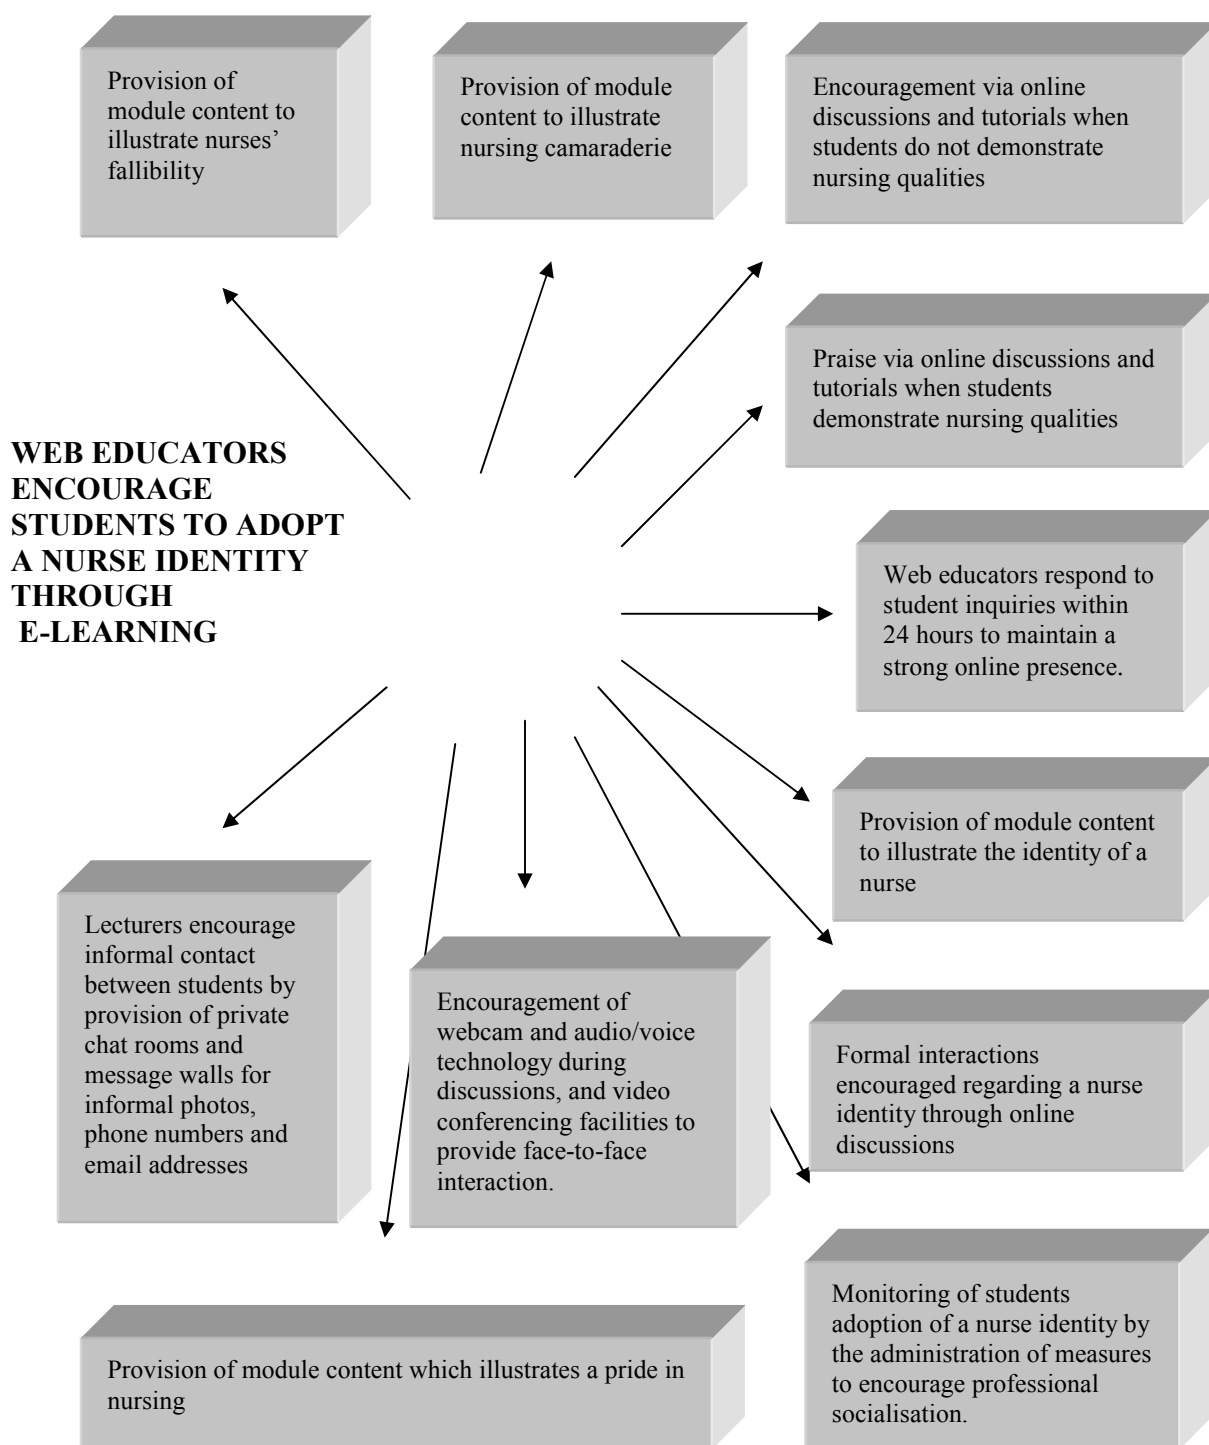 Provision of
module content to
illustrate nurses’
fallibility
Provision of module
content to illustrate
nursing camaraderie
Encouragement via online
discussions and tutorials when
students do not demonstrate
nursing qualities
Praise via online discussions and
tutorials when students
demonstrate nursing qualities
WEB EDUCATORS
ENCOURAGE
STUDENTS TO ADOPT
A NURSE IDENTITY
THROUGH
E-LEARNING
Web educators respond to
student inquiries within
24 hours to maintain a
strong online presence.
Provision of module content
to illustrate the identity of a
nurse
Lecturers encourage
informal contact
between students by
provision of private
chat rooms and
message walls for
informal photos,
phone numbers and
email addresses
Encouragement of
webcam and audio/voice
technology during
discussions, and video
conferencing facilities to
provide face-to-face
interaction.
Formal interactions
encouraged regarding a nurse
identity through online
discussions
Monitoring of students
adoption of a nurse identity by
the administration of measures
to encourage professional
socialisation.
Provision of module content which illustrates a pride in
nursing